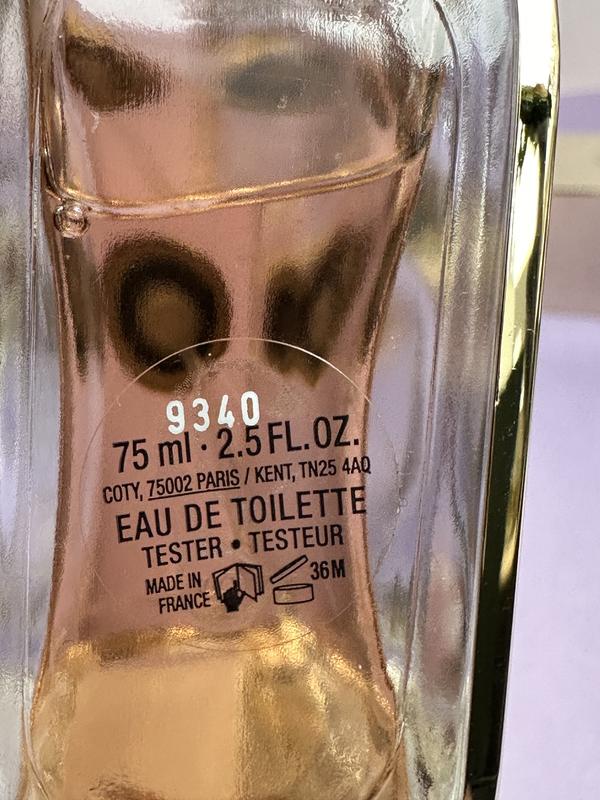 9340
75 ml · 2.5 FL. OZ.
COTY, 75002 PARIS / KENT, TN25 4AQ
EAU DE TOILETTE
TESTER • TESTEUR
MADE IN
FRANCE
36 M